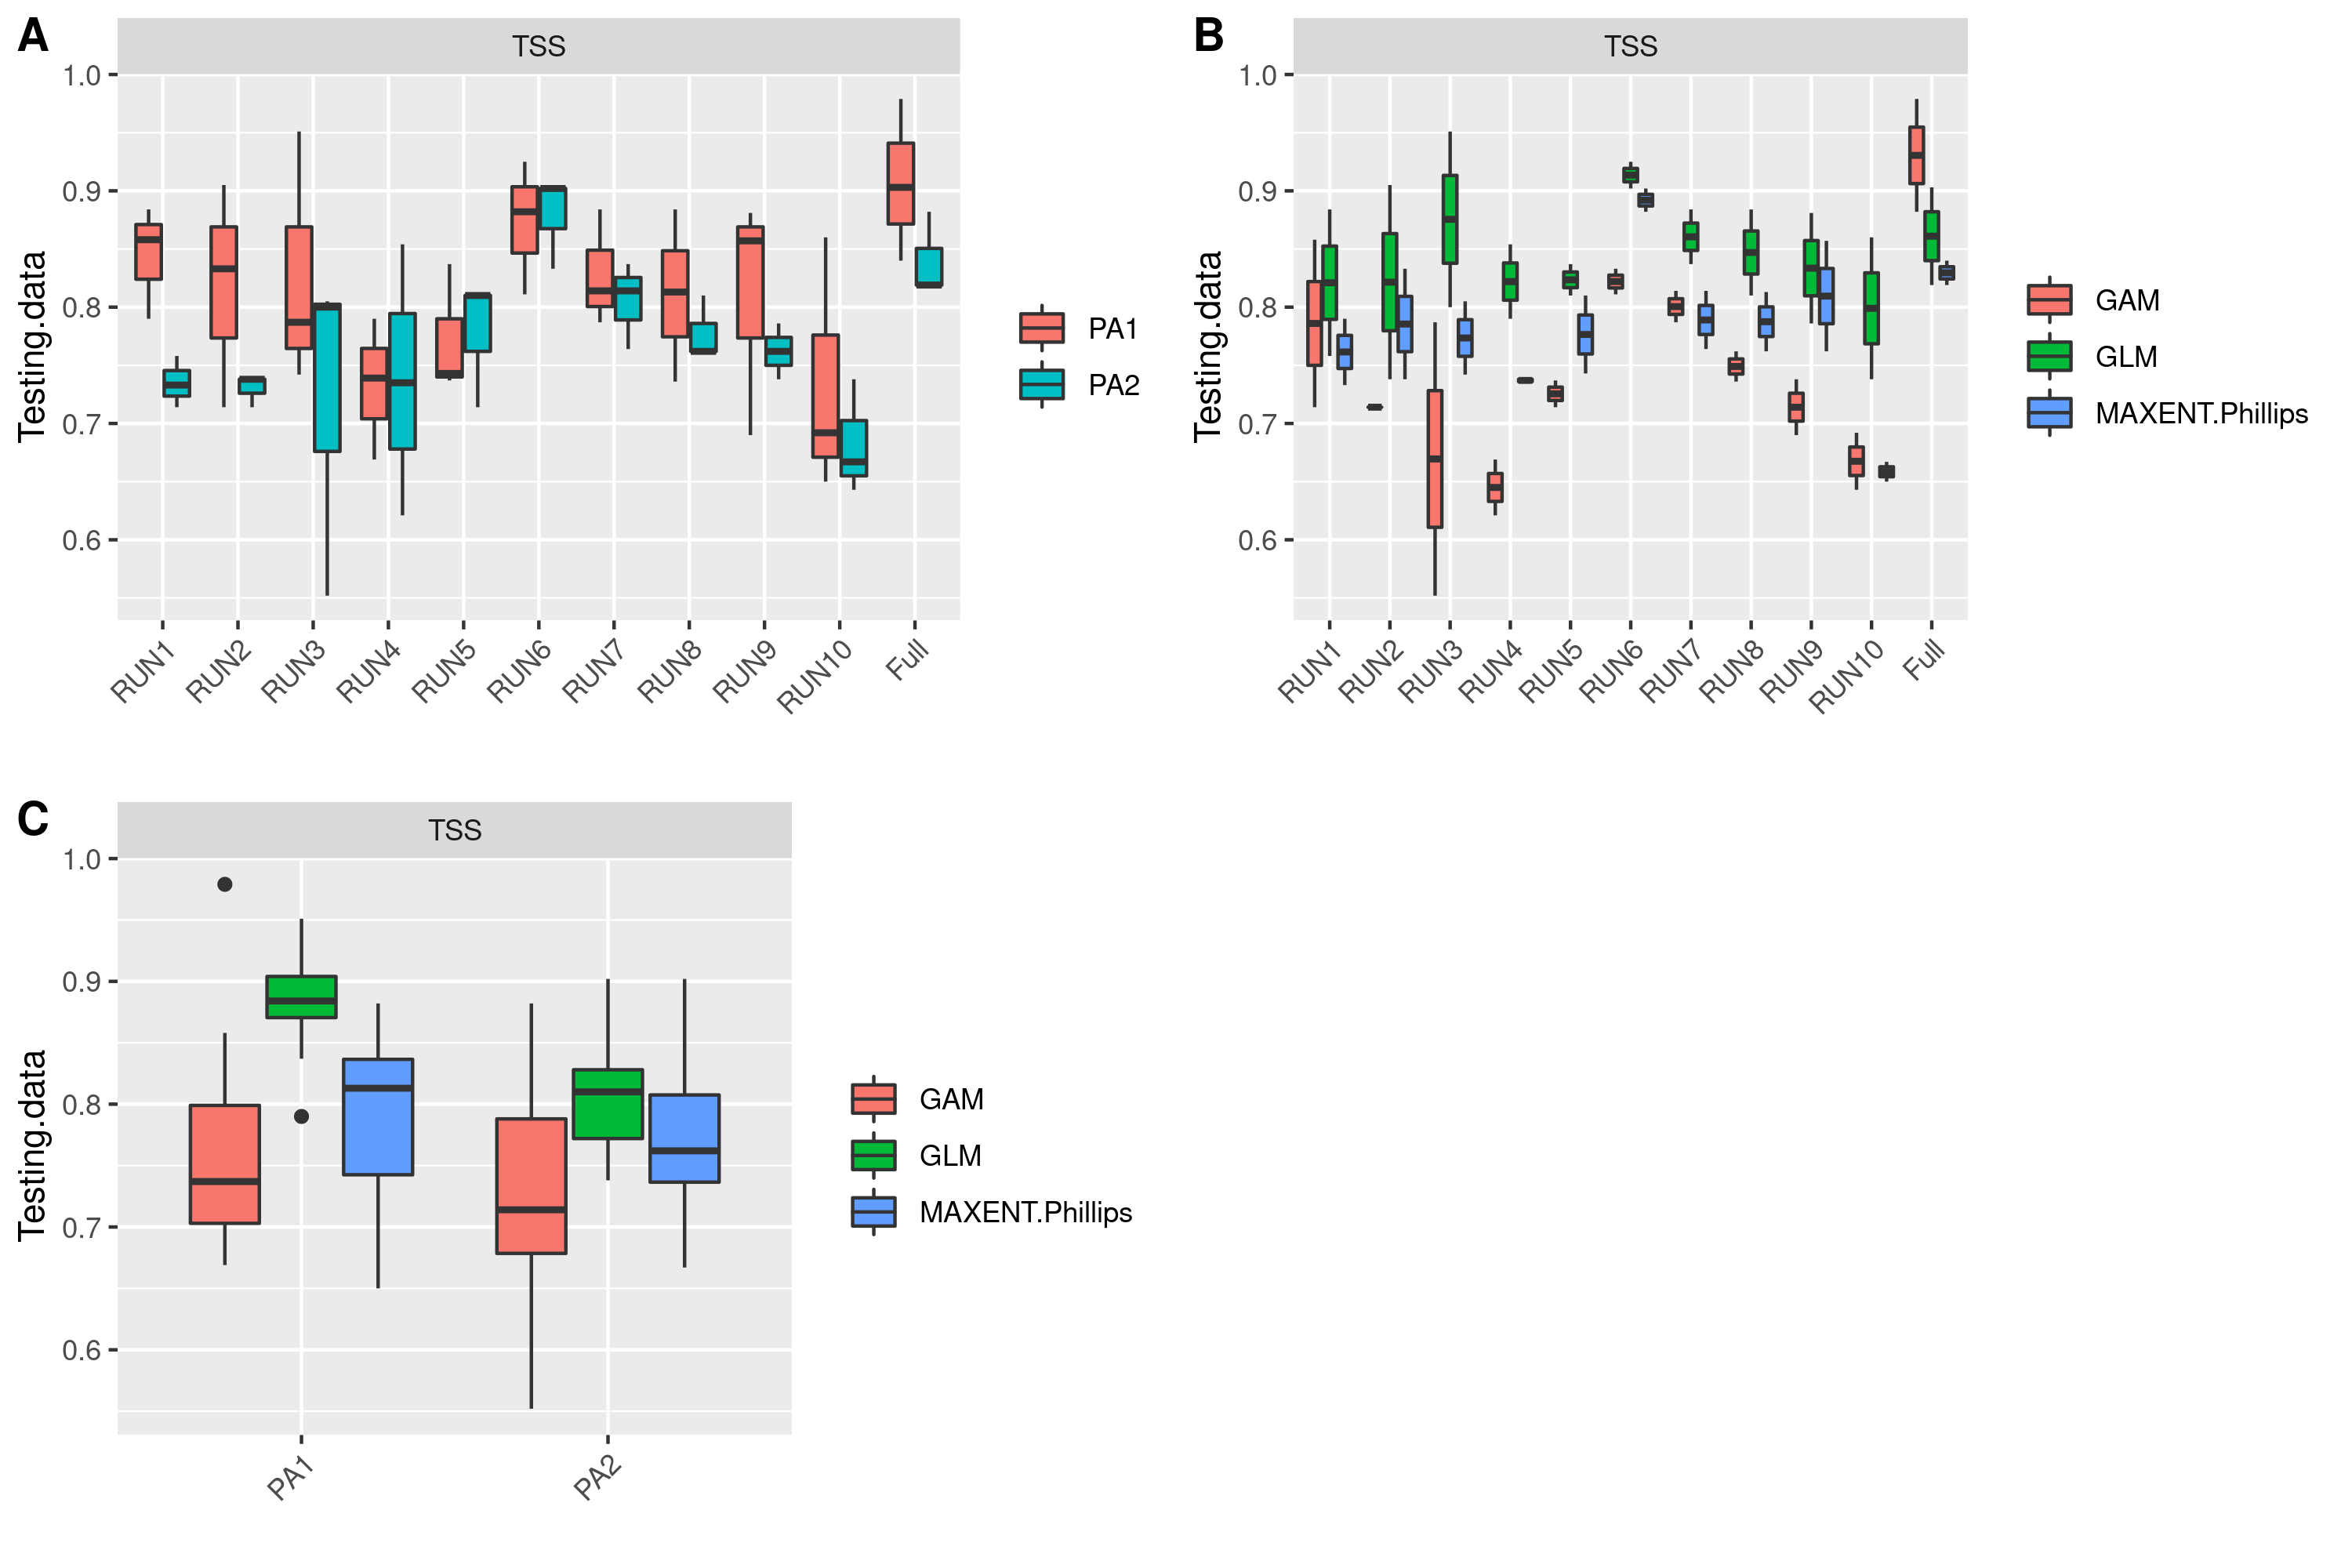 A
TSS
Testing.data
1.0
0.9
0.8
0.7
0.6
RUN1
RUN2
RUN3
RUN4
RUN5
RUN6
RUN7
RUN8
RUN9
RUN10
Full
PA1
PA2
B
TSS
Testing.data
1.0
0.9
0.8
0.7
0.6
RUN1
RUN2
RUN3
RUN4
RUN5
RUN6
RUN7
RUN8
RUN9
RUN10
Full
GAM
GLM
MAXENT.Phillips
C
TSS
Testing.data
1.0
0.9
0.8
0.7
0.6
PA1
PA2
GAM
GLM
MAXENT.Phillips